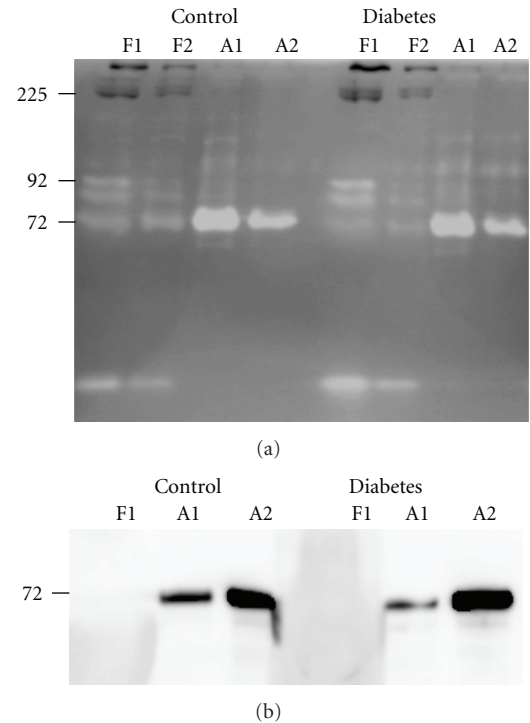 Control Diabetes
F1 F2 A1 A2 F1 F2 A1 A2
225
92
72
(a)
Control Diabetes
F1 A1 A2 F1 A1 A2
72
(b)